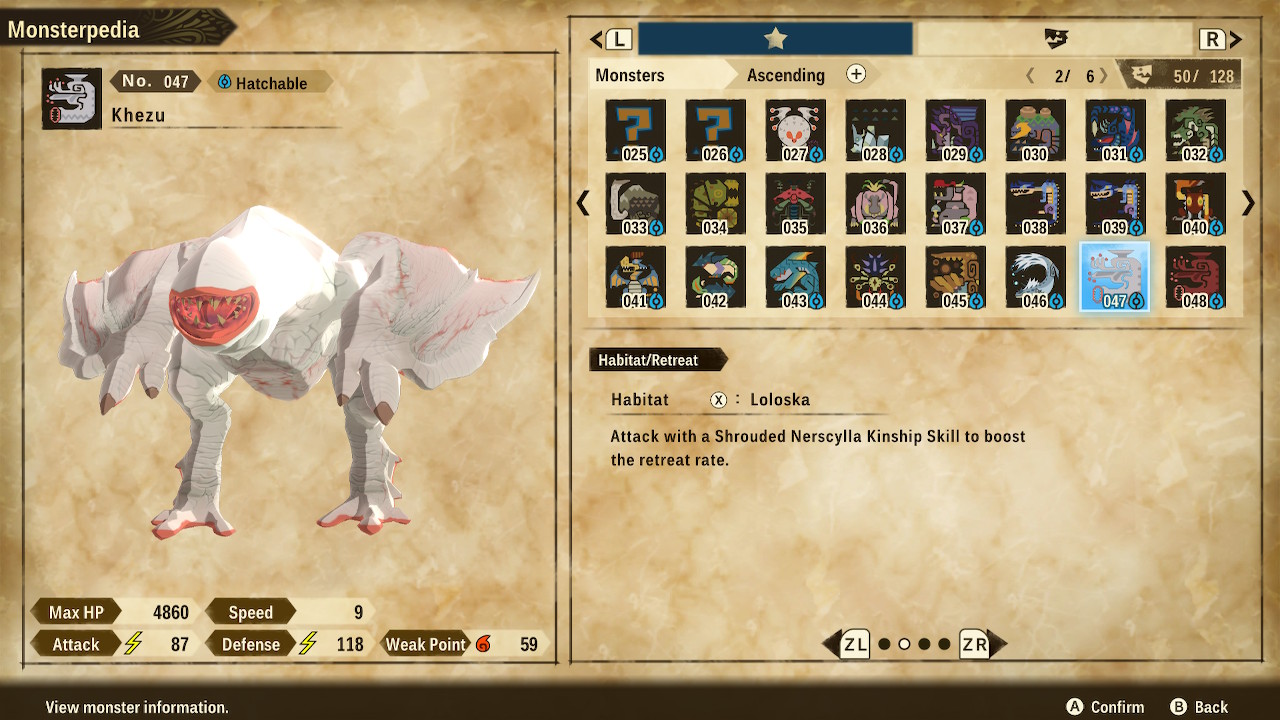 Monsterpedia
No. 047
Hatchable
Khezu
Max HP 4860
Speed 9
Attack 87
Defense 118
Weak Point 59
L
R
Monsters
Ascending
2/ 6
50/ 128
025 026 027 028 029 030 031 032
033 034 035 036 037 038 039 040
041 042 043 044 045 046 047 048
Habitat/Retreat
Habitat X : Loloska
Attack with a Shrouded Nerscylla Kinship Skill to boost
the retreat rate.
ZL ZR
View monster information.
A Confirm B Back